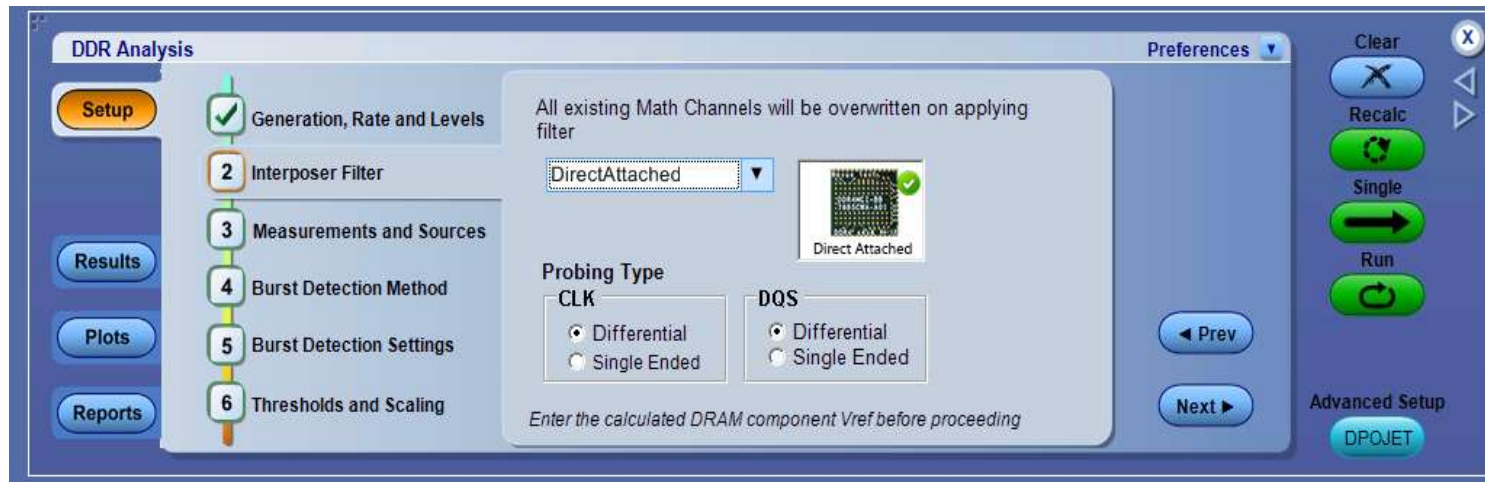 DDR Analysis
Preferences
Setup
Results
Plots
Reports
Generation, Rate and Levels
2 Interposer Filter
3 Measurements and Sources
4 Burst Detection Method
5 Burst Detection Settings
6 Thresholds and Scaling
All existing Math Channels will be overwritten on applying
filter
DirectAttached
Direct Attached
Probing Type
CLK
Differential
Single Ended
DQS
Differential
Single Ended
Enter the calculated DRAM component Vref before proceeding
Prev
Next
Clear
X
Recalc
Single
Run
Advanced Setup
DPOJET